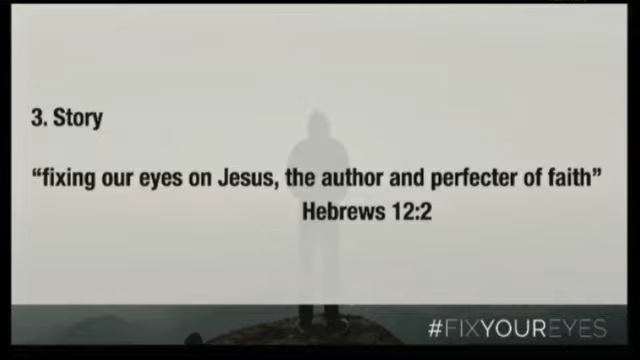 3. Story
“fixing our eyes on Jesus, the author and perfecter of faith”
Hebrews 12:2
#FIXYOUREYES